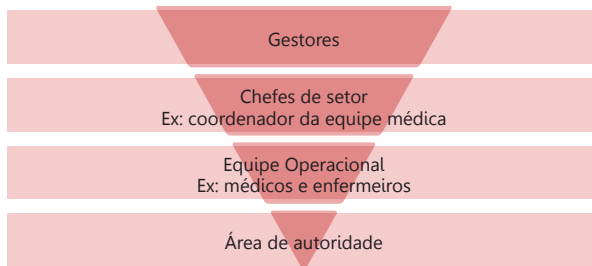 Gestores
Chefes de setor
Ex: coordenador da equipe médica
Equipe Operacional
Ex: médicos e enfermeiros
Área de autoridade